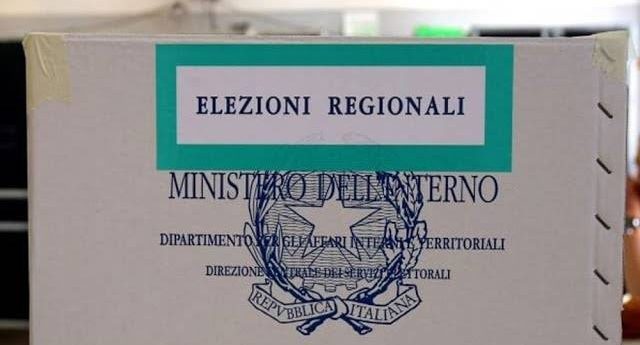 ELEZIONI REGIONALI
MINISTERO DELL'INTERNO
DIPARTIMENTO PER GLI AFFARI INTERNI E TERRITORIALI
DIREZIONE CENTRALE DEI SERVIZI ELETTORALI
REPVBBLICA ITALIANA